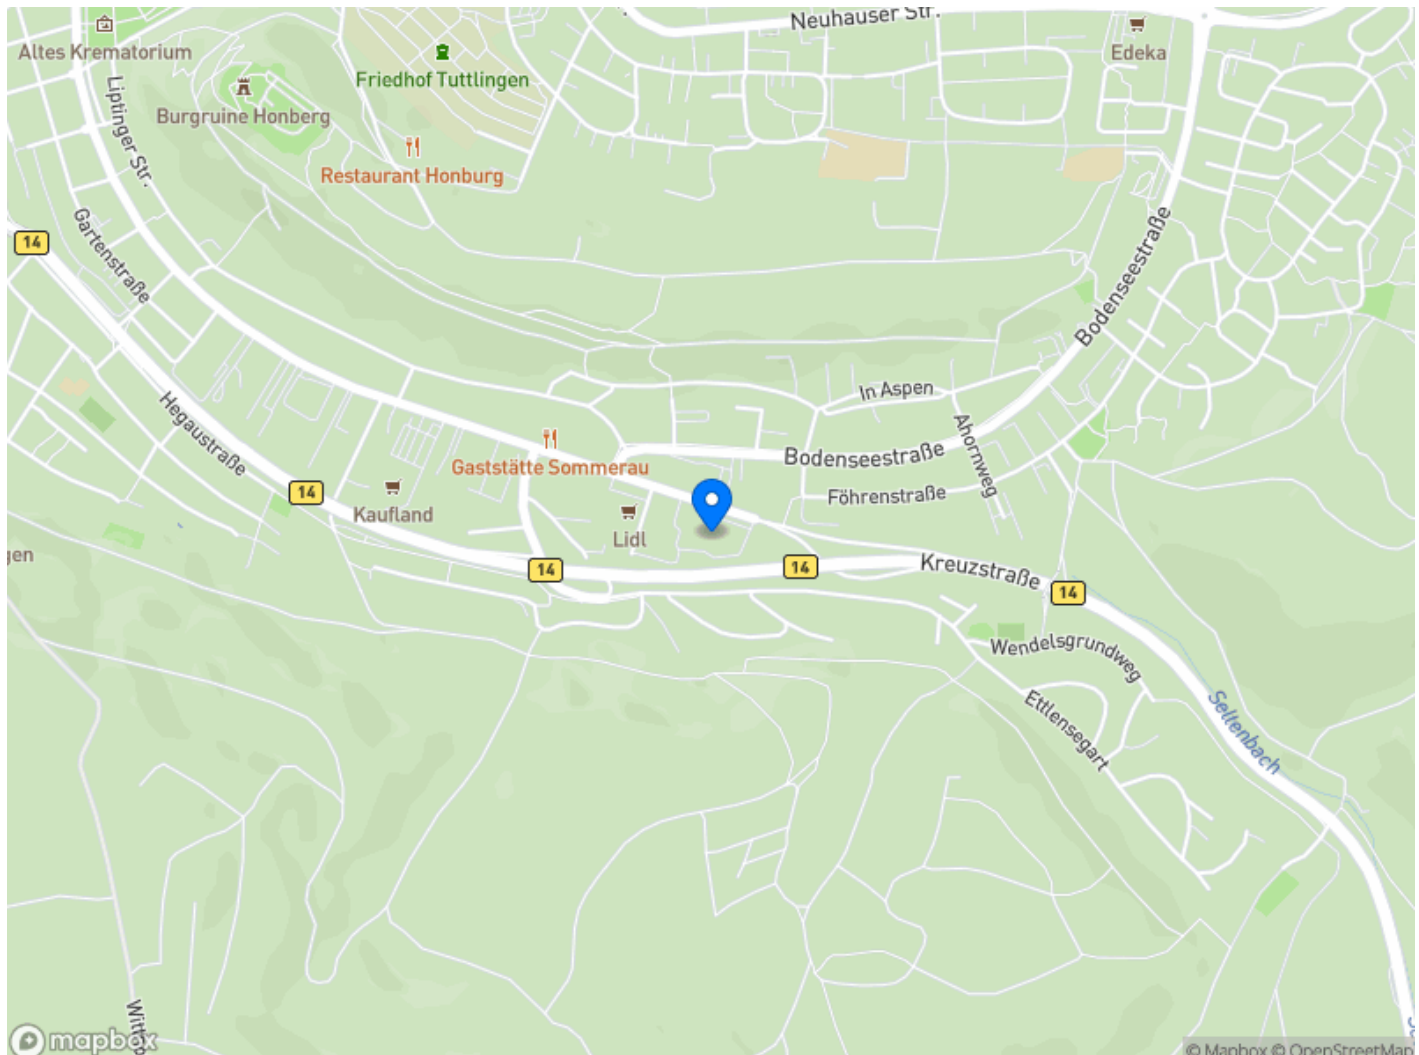 Neuhauser Str.
Altes Krematorium
Edeka
Friedhof Tuttlingen
Liptinger Str.
Burgruine Honberg
Restaurant Honburg
14
Gartenstraße
Bodenseestraße
In Aspen
Hegaustraße
Ahornweg
Gaststätte Sommerau
Bodenseestraße
14
Kaufland
Föhrenstraße
Lidl
gen
14
14
Kreuzstraße
14
Wendelsgrundweg
Ettlensegart
Seltenbach
mapbox
© Mapbox © OpenStreetMap